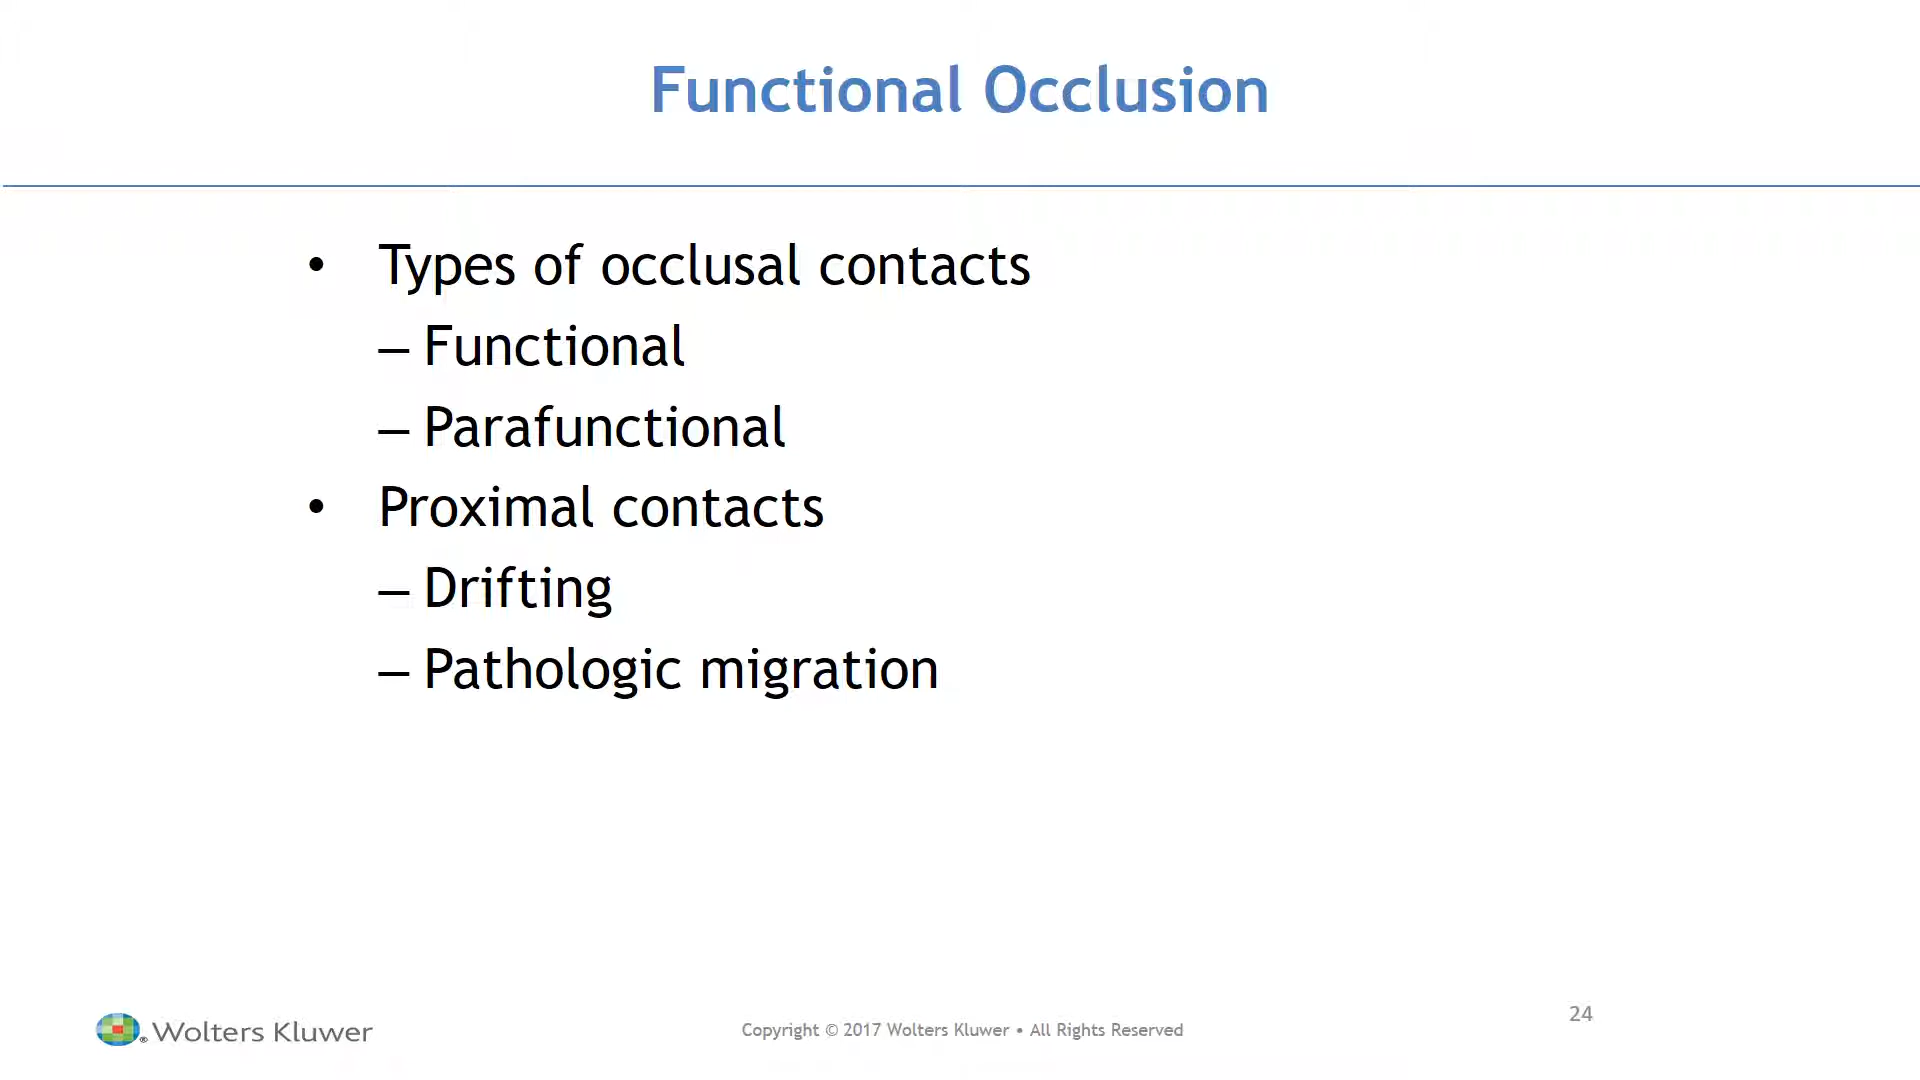 Functional Occlusion
• Types of occlusal contacts
– Functional
– Parafunctional
• Proximal contacts
– Drifting
– Pathologic migration
®
Wolters Kluwer
Copyright © 2017 Wolters Kluwer • All Rights Reserved
24